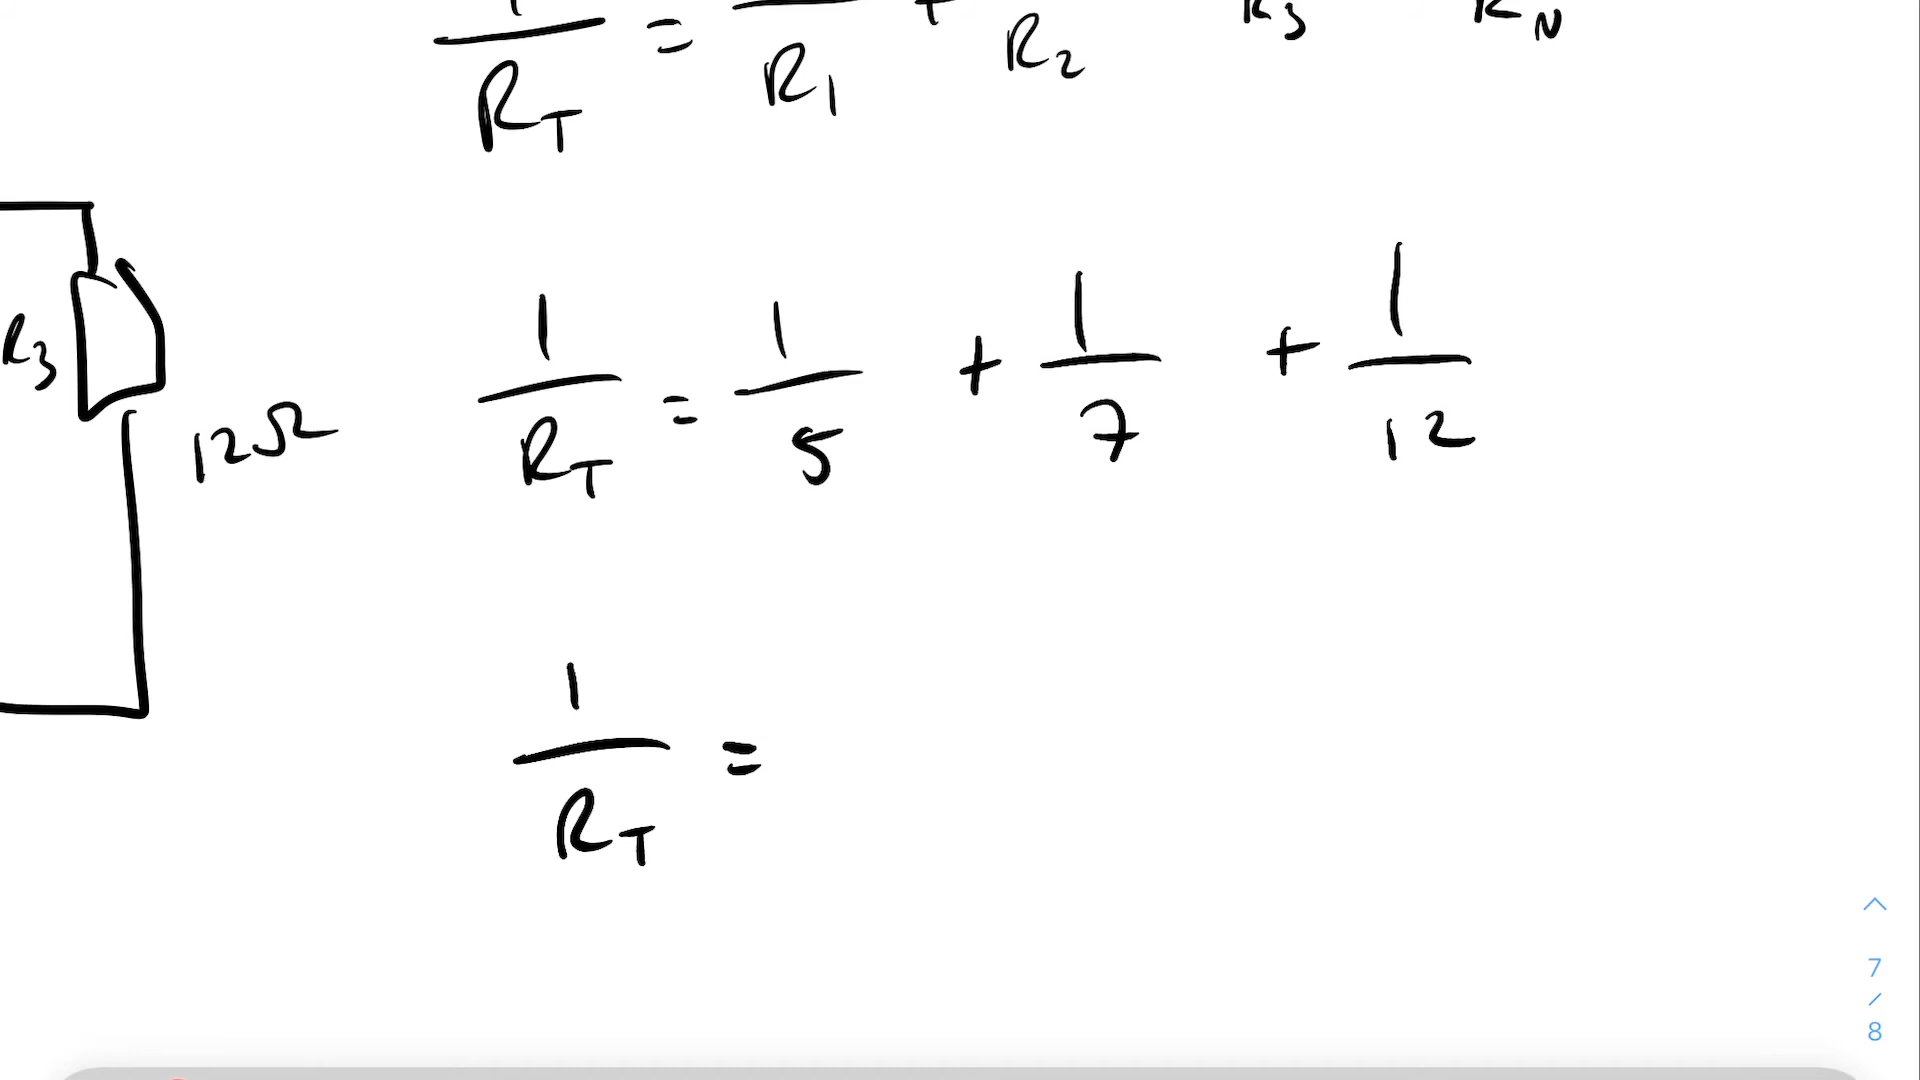 1/R_T = 1/R_1 + 1/R_2 R_3 R_N
R_3
12Ω
1/R_T = 1/5 + 1/7 + 1/12
1/R_T =
7
/
8